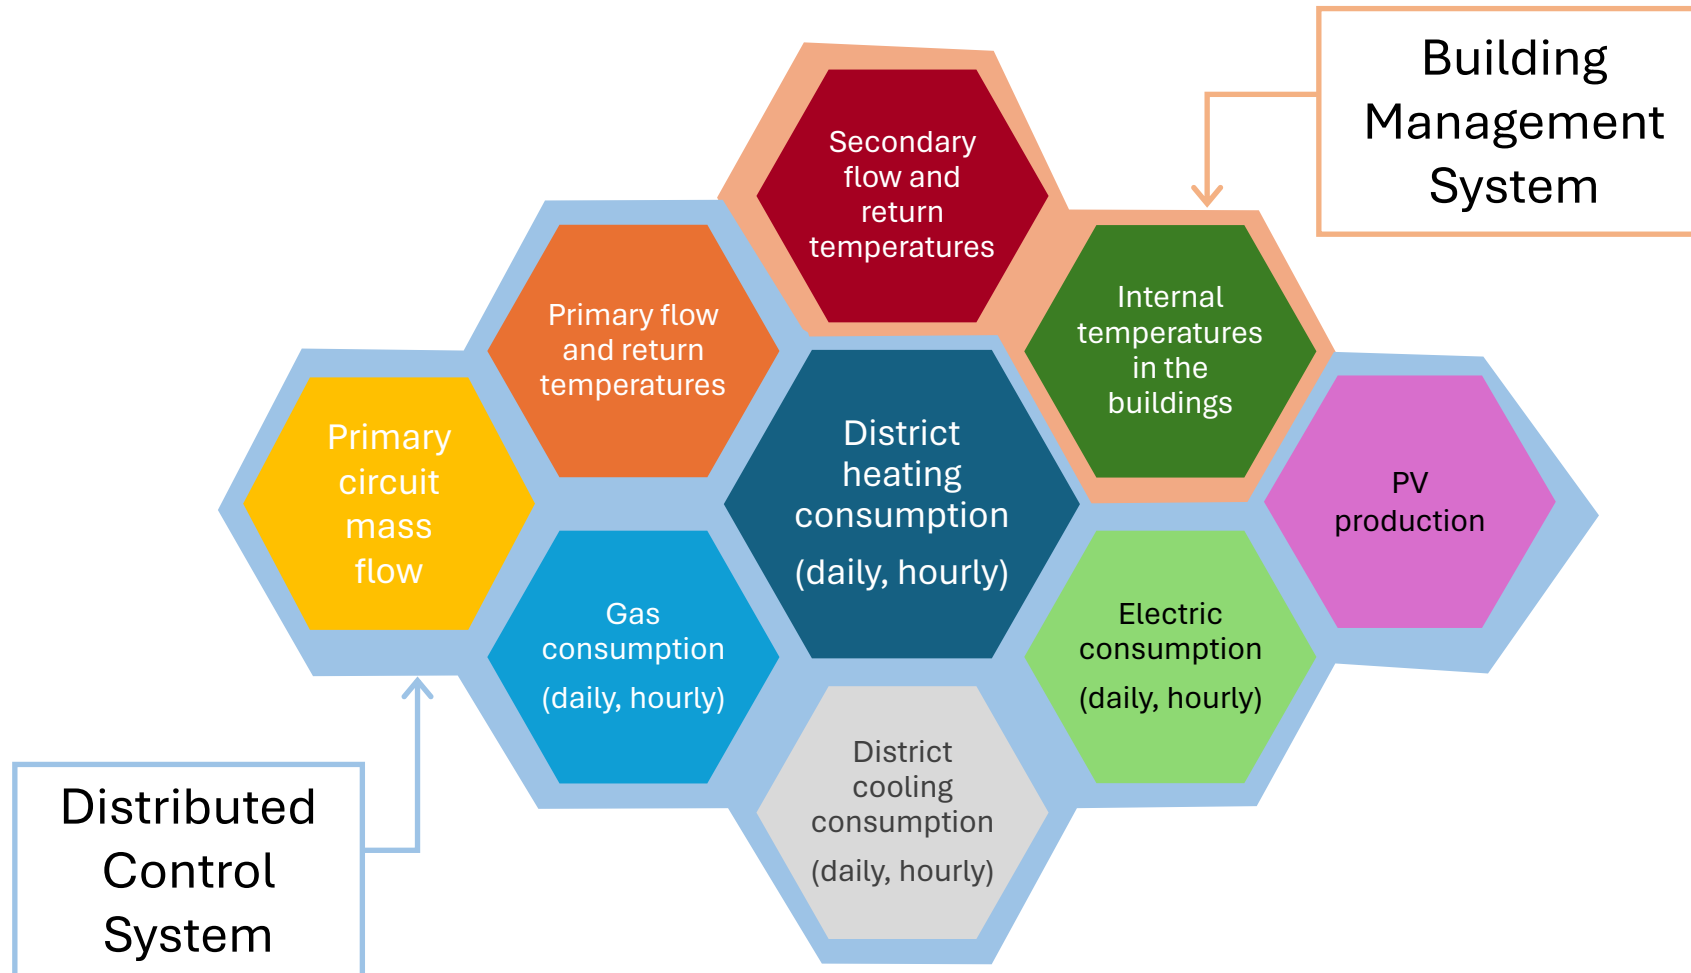 Building
Management
System
Secondary
flow and
return
temperatures
Internal
temperatures
in the
buildings
Primary flow
and return
temperatures
Primary
circuit
mass
flow
District
heating
consumption
(daily, hourly)
PV
production
Gas
consumption
(daily, hourly)
Electric
consumption
(daily, hourly)
District
cooling
consumption
(daily, hourly)
Distributed
Control
System